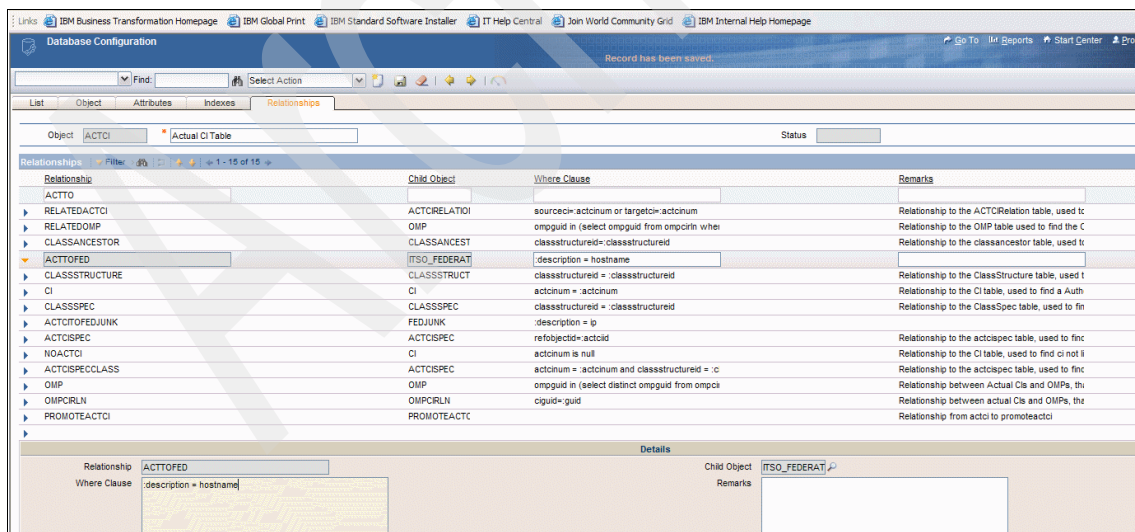 Links IBM Business Transformation Homepage IBM Global Print IBM Standard Software Installer IT Help Central Join World Community Grid IBM Internal Help Homepage
Database Configuration Go To Reports Start Center Pro
Record has been saved.
Find: Select Action
List Object Attributes Indexes Relationships
Object ACTCI * Actual CI Table Status
Relationships Filter 1 - 15 of 15
Relationship Child Object Where Clause Remarks
ACTTO
RELATEDACTCI ACTCIRELATIOI sourceci=:actcinum or targetci=:actcinum Relationship to the ACTCIRelation table, used to
RELATEDOMP OMP ompguid in (select ompguid from ompcirln wher Relationship to the OMP table used to find the C
CLASSANCESTOR CLASSANCEST classstructureid=:classstructureid Relationship to the classancestor table, used to
ACTTOFED ITSO_FEDERAT :description = hostname
CLASSSTRUCTURE CLASSSTRUCT classstructureid = :classstructureid Relationship to the ClassStructure table, used t
CI CI actcinum = :actcinum Relationship to the CI table, used to find a Auth
CLASSSPEC CLASSSPEC classstructureid = :classstructureid Relationship to the ClassSpec table, used to fin
ACTCITOFEDJUNK FEDJUNK :description = ip
ACTCISPEC ACTCISPEC refobjectid=:actciid Relationship to the actcispec table, used to find
NOACTCI CI actcinum is null Relationship to the CI table, used to find ci not li
ACTCISPECCLASS ACTCISPEC actcinum = :actcinum and classstructureid = :c Relationship to the actcispec table, used to find
OMP OMP ompguid in (select distinct ompguid from ompci Relationship between Actual CIs and OMPs, tha
OMPCIRLN OMPCIRLN ciguid=:guid Relationship between actual CIs and OMPs, tha
PROMOTEACTCI PROMOTEACTC Relationship from actci to promoteactci
Details
Relationship ACTTOFED Child Object ITSO_FEDERAT
Where Clause :description = hostname Remarks